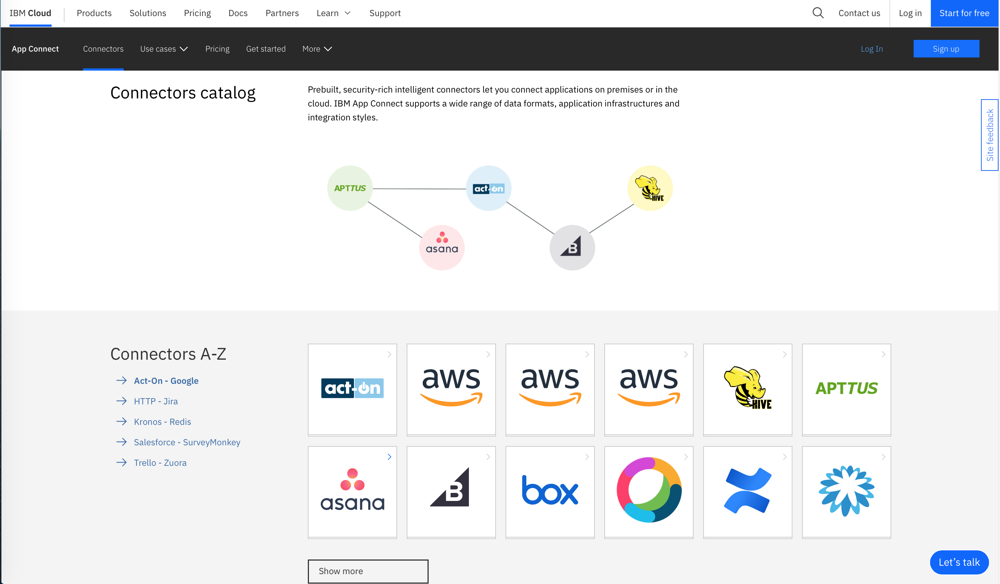 IBM Cloud
Products
Solutions
Pricing
Docs
Partners
Learn
Support
Contact us
Log in
Start for free
App Connect
Connectors
Use cases
Pricing
Get started
More
Log In
Sign up
Connectors catalog
Prebuilt, security-rich intelligent connectors let you connect applications on premises or in the
cloud. IBM App Connect supports a wide range of data formats, application infrastructures and
integration styles.
Site feedback
APTTUS
act-on
HIVE
asana
B
Connectors A-Z
Act-On - Google
HTTP - Jira
Kronos - Redis
Salesforce - SurveyMonkey
Trello - Zuora
act-on
aws
aws
aws
HIVE
APTTUS
asana
B
box
Show more
Let's talk